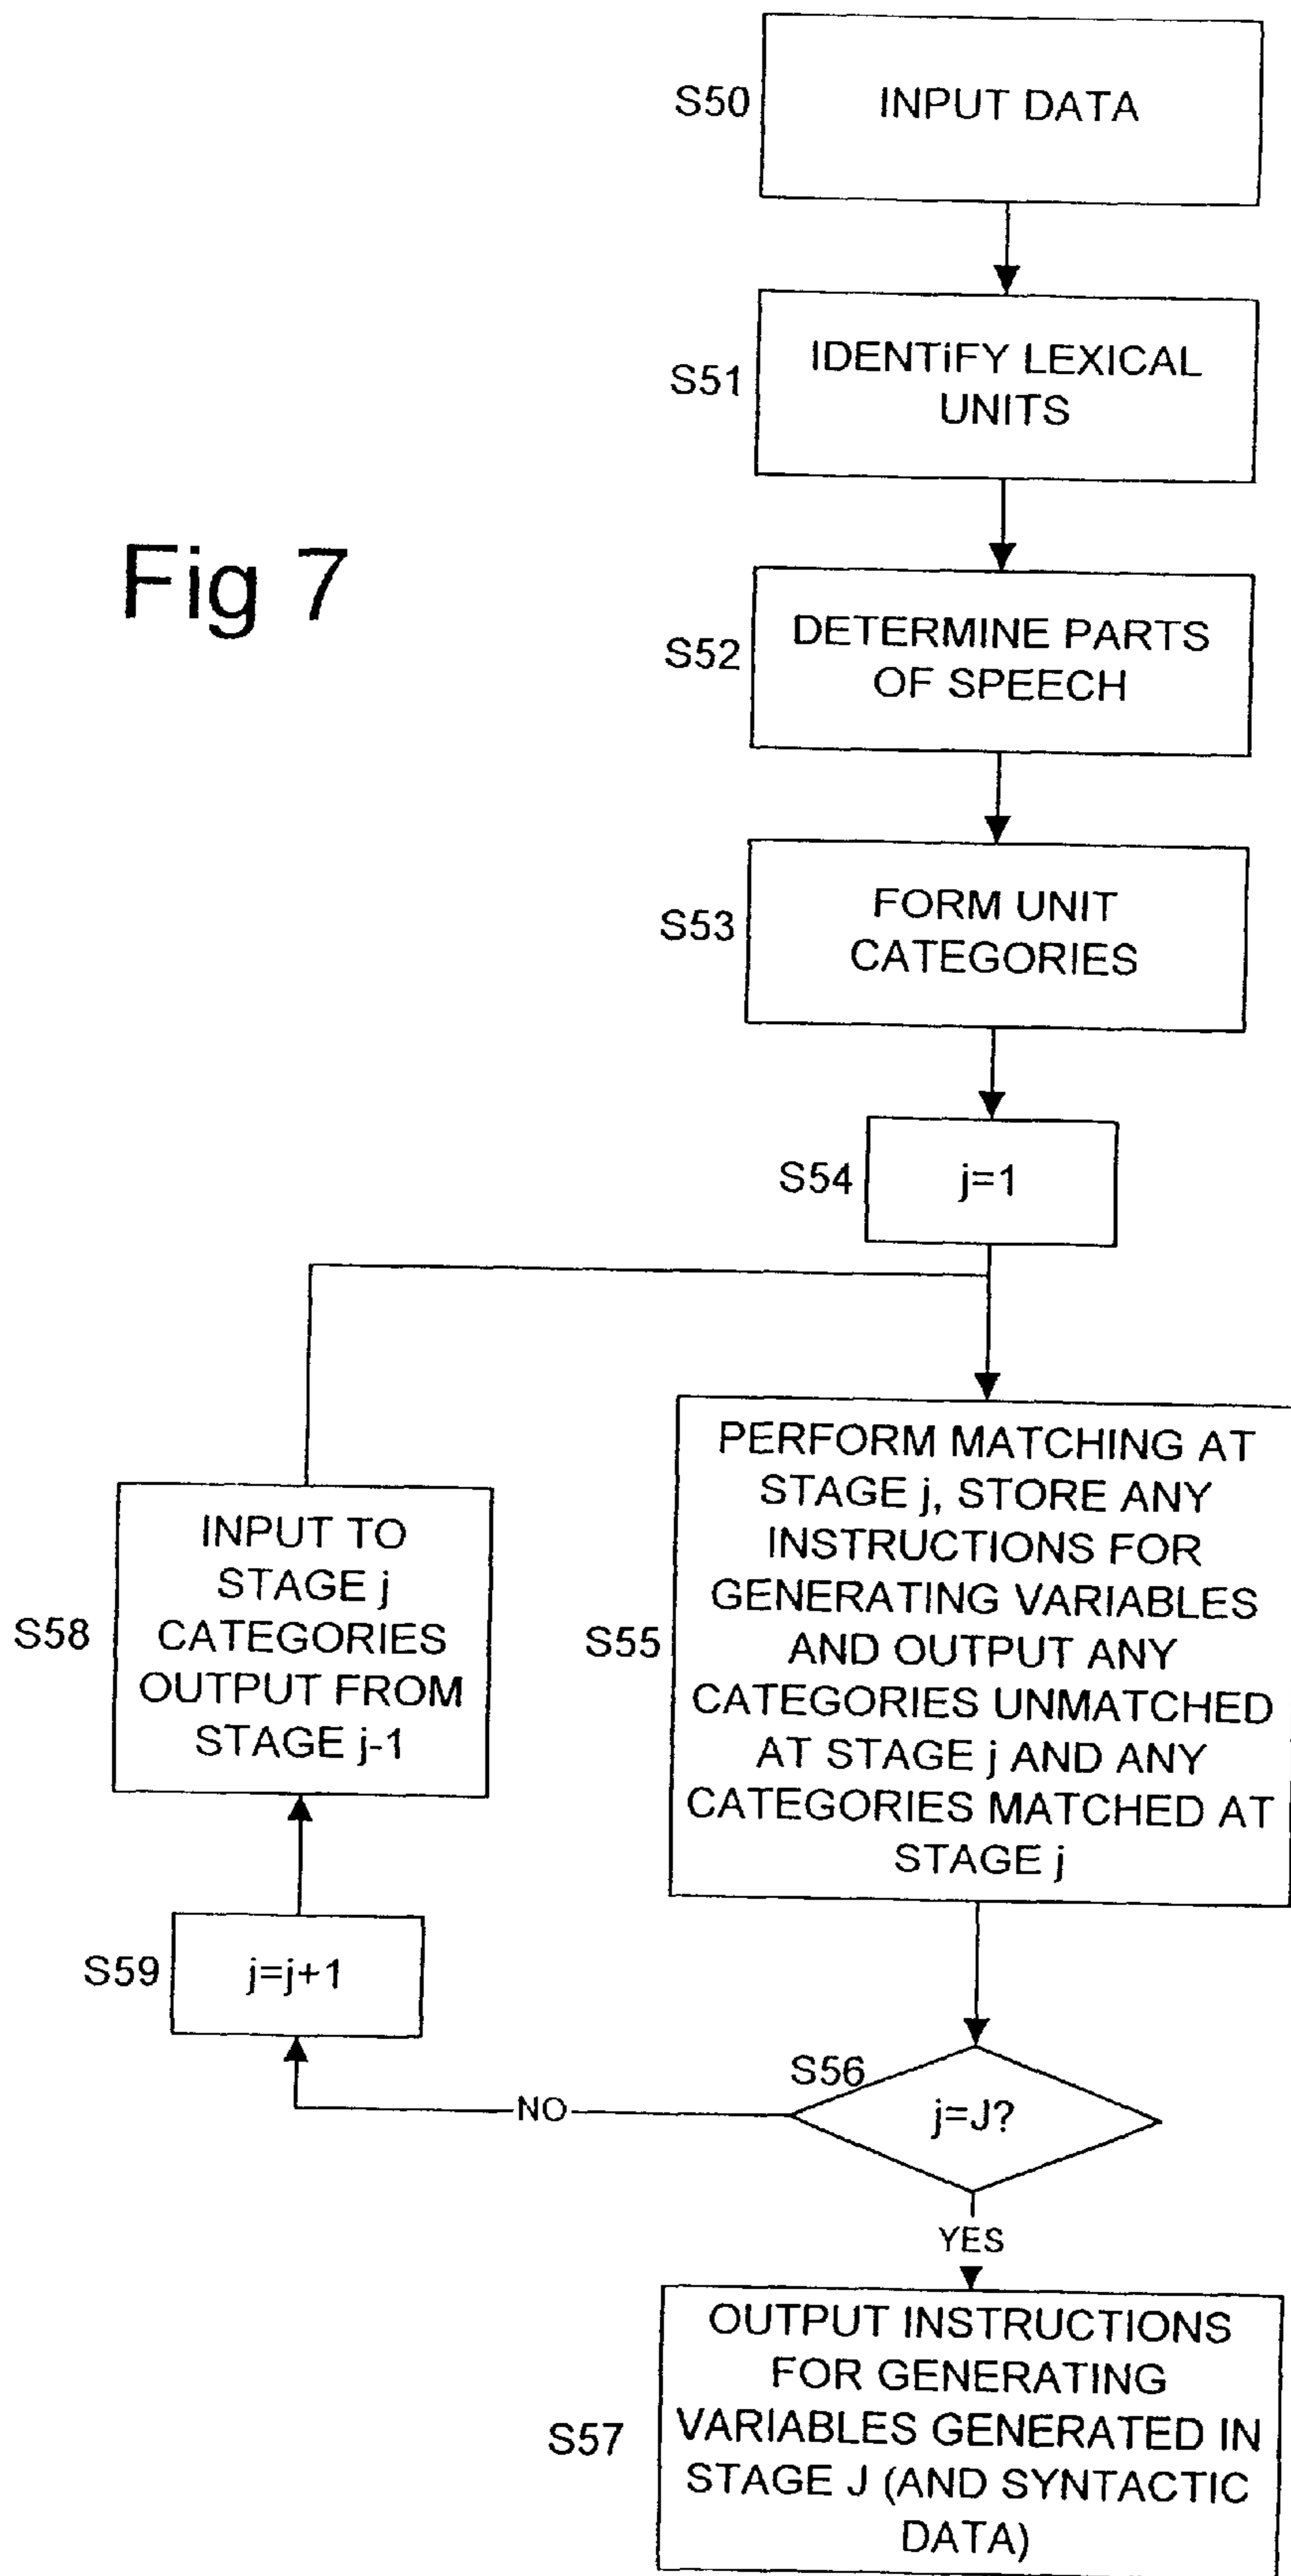 S50
INPUT DATA
S51
IDENTiFY LEXICAL
UNITS
Fig 7
S52
DETERMINE PARTS
OF SPEECH
S53
FORM UNIT
CATEGORIES
S54
j=1
S55
PERFORM MATCHING AT
STAGE j, STORE ANY
INSTRUCTIONS FOR
GENERATING VARIABLES
AND OUTPUT ANY
CATEGORIES UNMATCHED
AT STAGE j AND ANY
CATEGORIES MATCHED AT
STAGE j
S58
INPUT TO
STAGE j
CATEGORIES
OUTPUT FROM
STAGE j-1
S59
j=j+1
S56
j=J?
NO
YES
S57
OUTPUT INSTRUCTIONS
FOR GENERATING
VARIABLES GENERATED IN
STAGE J (AND SYNTACTIC
DATA)